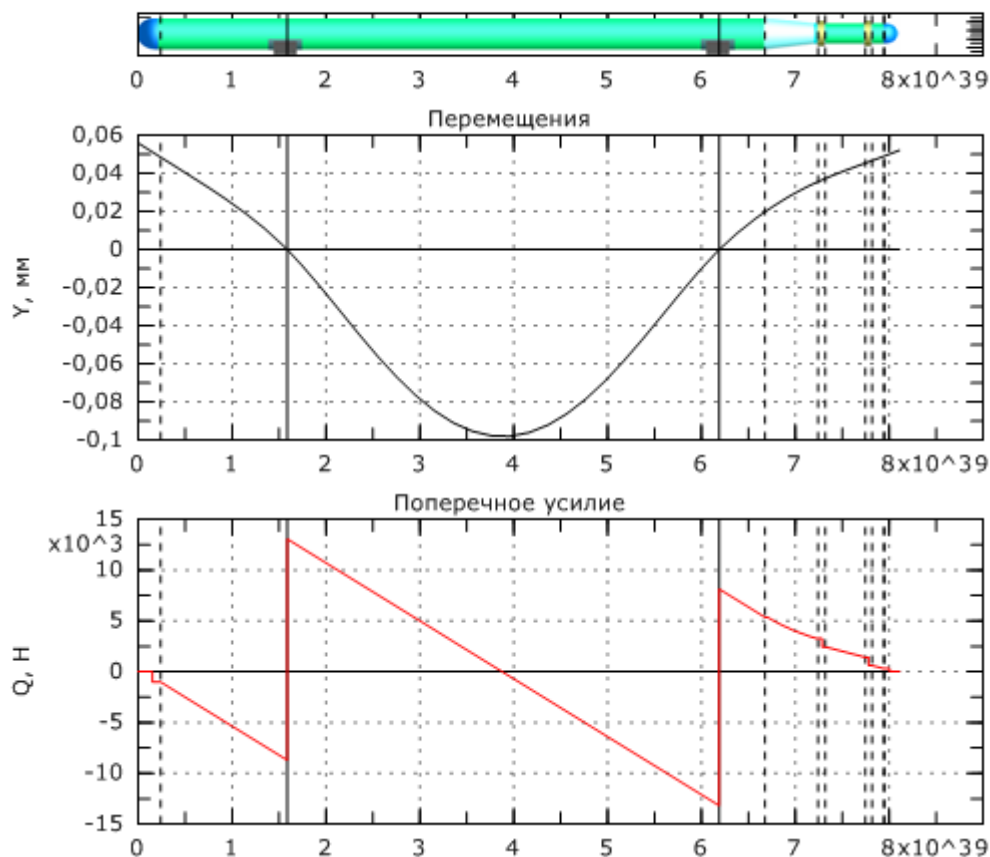 0 1 2 3 4 5 6 7 8x10^39
Перемещения
0,06
0,04
0,02
0
-0,02
-0,04
-0,06
-0,08
-0,1
Y, мм
0 1 2 3 4 5 6 7 8x10^39
Поперечное усилие
15
x10^3
10
5
0
-5
-10
-15
Q, Н
0 1 2 3 4 5 6 7 8x10^39